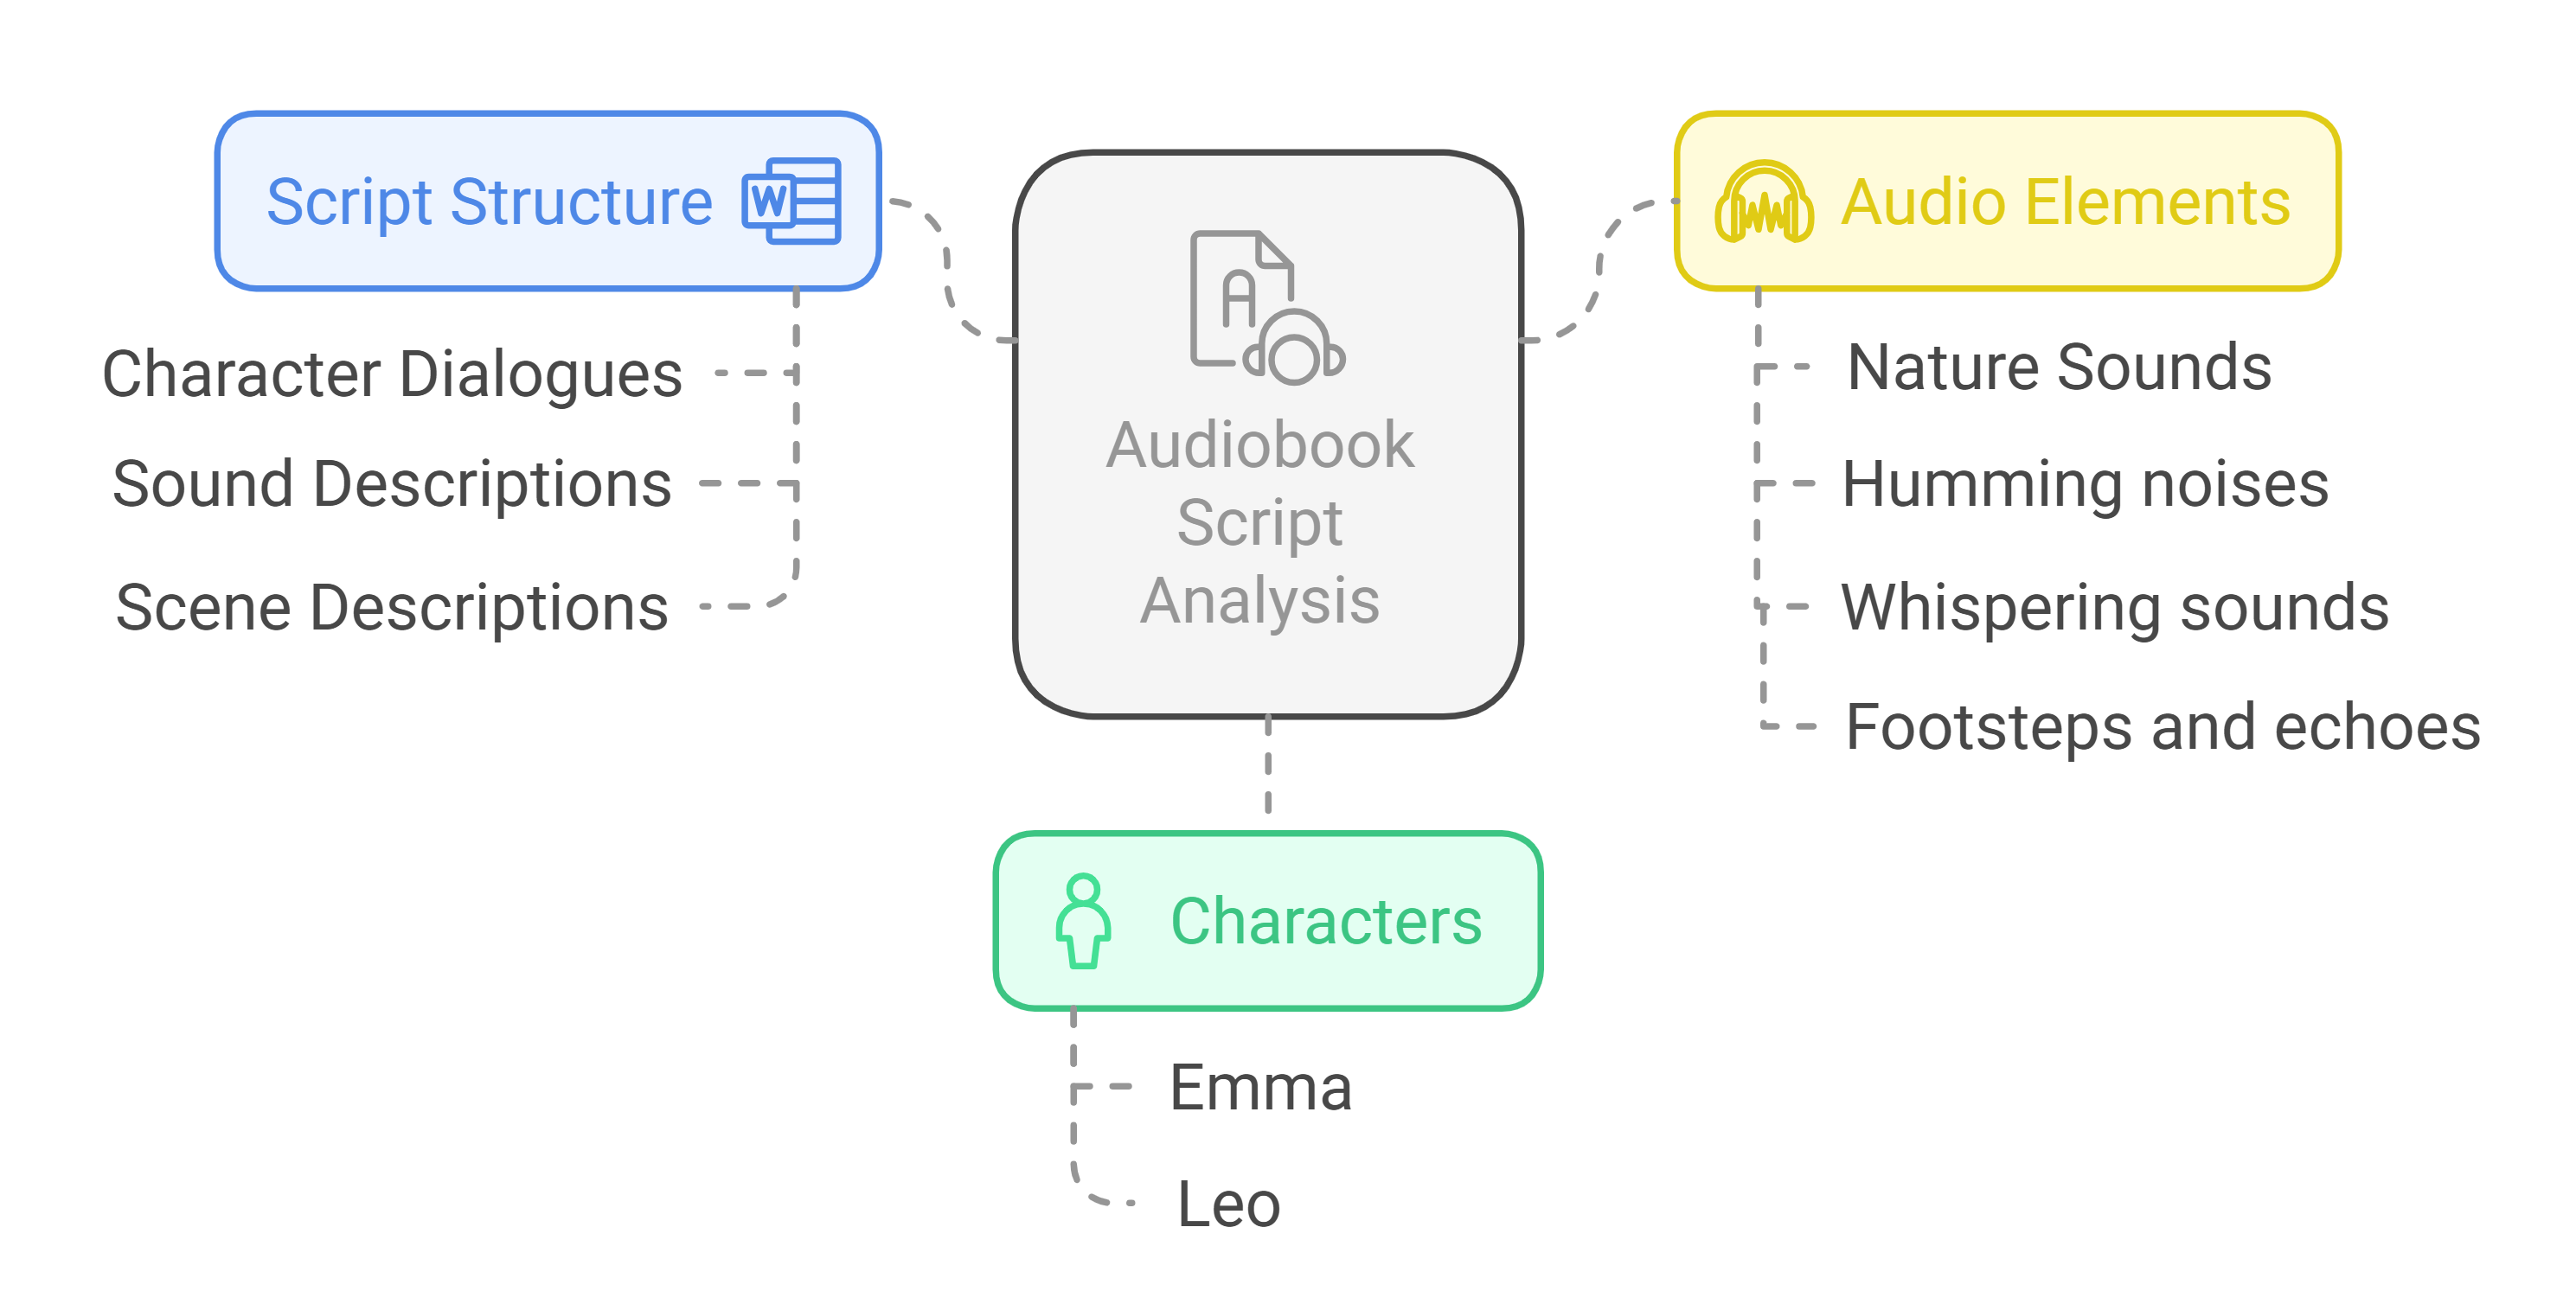 Script Structure
W
Character Dialogues
Sound Descriptions
Scene Descriptions
A
Audiobook
Script
Analysis
Audio Elements
Nature Sounds
Humming noises
Whispering sounds
Footsteps and echoes
Characters
Emma
Leo